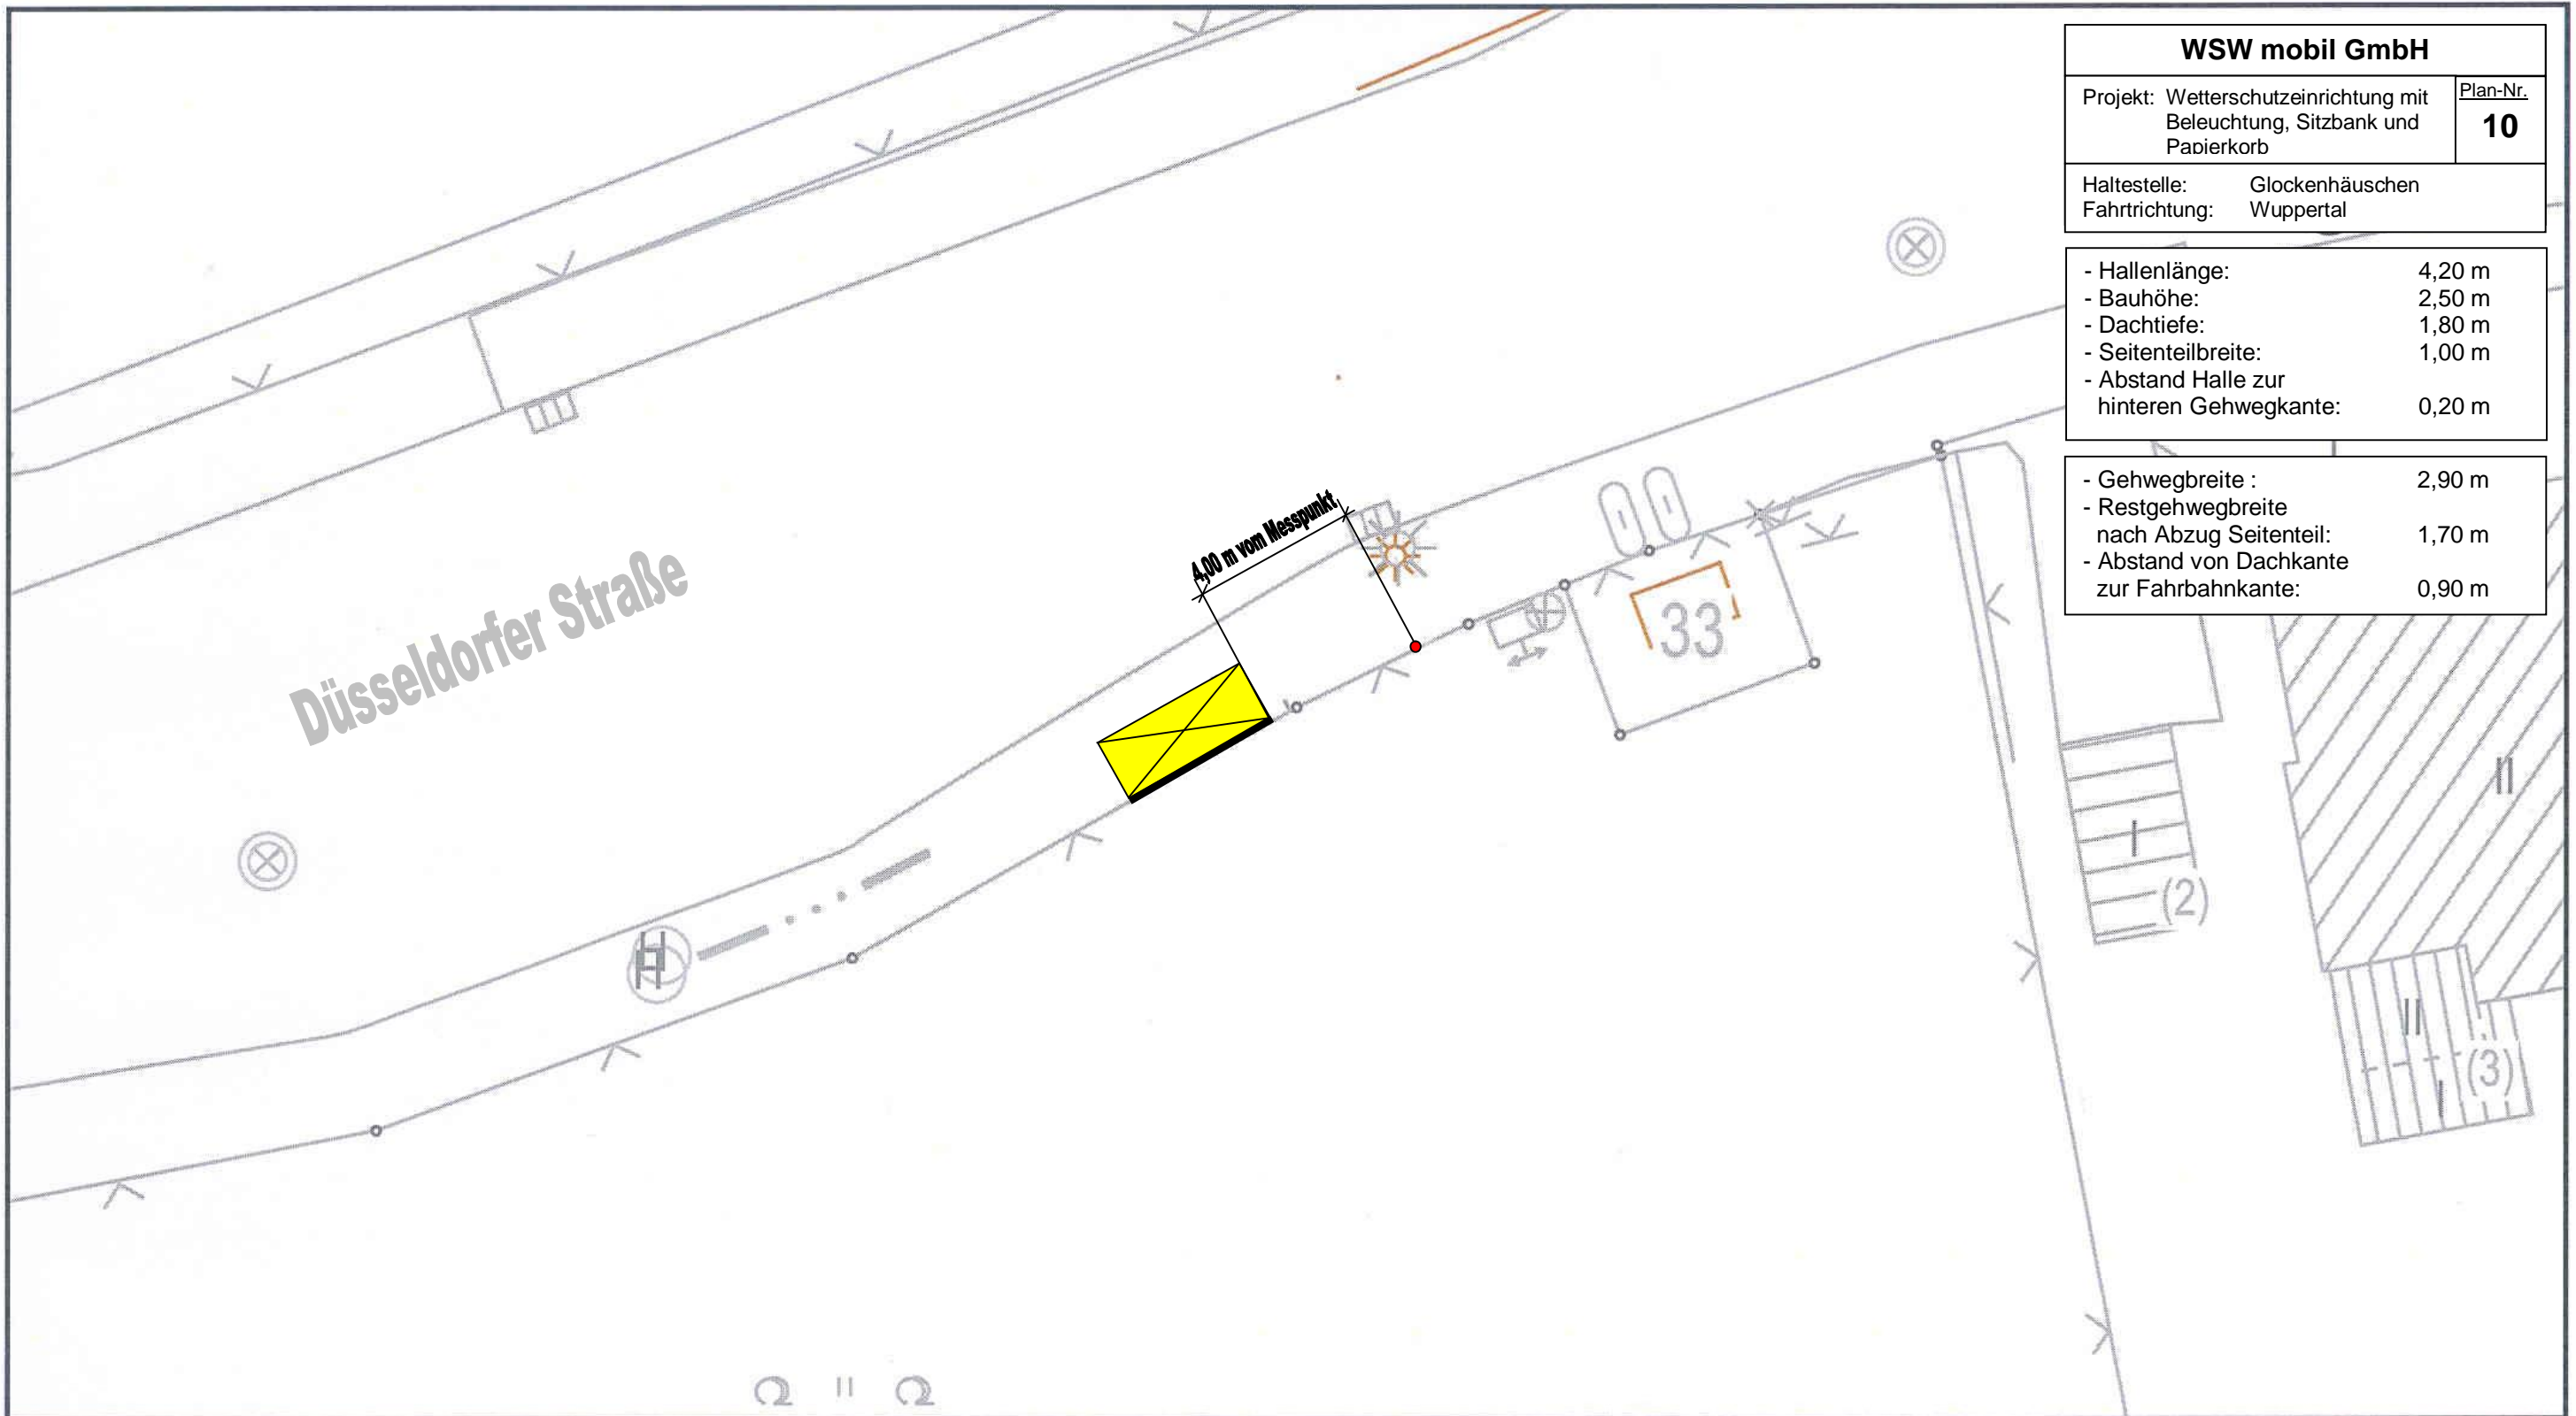 WSW mobil GmbH
Projekt: Wetterschutzeinrichtung mit
Beleuchtung, Sitzbank und
Papierkorb
Plan-Nr.
10
Haltestelle: Glockenhäuschen
Fahrtrichtung: Wuppertal
- Hallenlänge: 4,20 m
- Bauhöhe: 2,50 m
- Dachtiefe: 1,80 m
- Seitenteilbreite: 1,00 m
- Abstand Halle zur
hinteren Gehwegkante: 0,20 m
- Gehwegbreite : 2,90 m
- Restgehwegbreite
nach Abzug Seitenteil: 1,70 m
- Abstand von Dachkante
zur Fahrbahnkante: 0,90 m
4,00 m vom Messpunkt
Düsseldorfer Straße
33
II
I
(2)
H
II
(3)
I